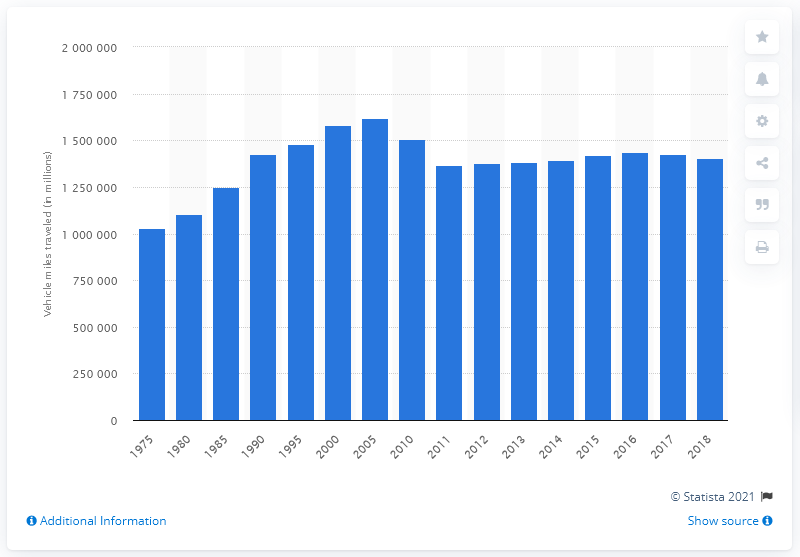 2 000 000
1 750 000
1 500 000
1 250 000
1 000 000
750 000
500 000
250 000
0
Vehicle miles traveled (in millions)
1975 1980 1985 1990 1995 2000 2005 2010 2011 2012 2013 2014 2015 2016 2017 2018
© Statista 2021
Additional Information
Show source